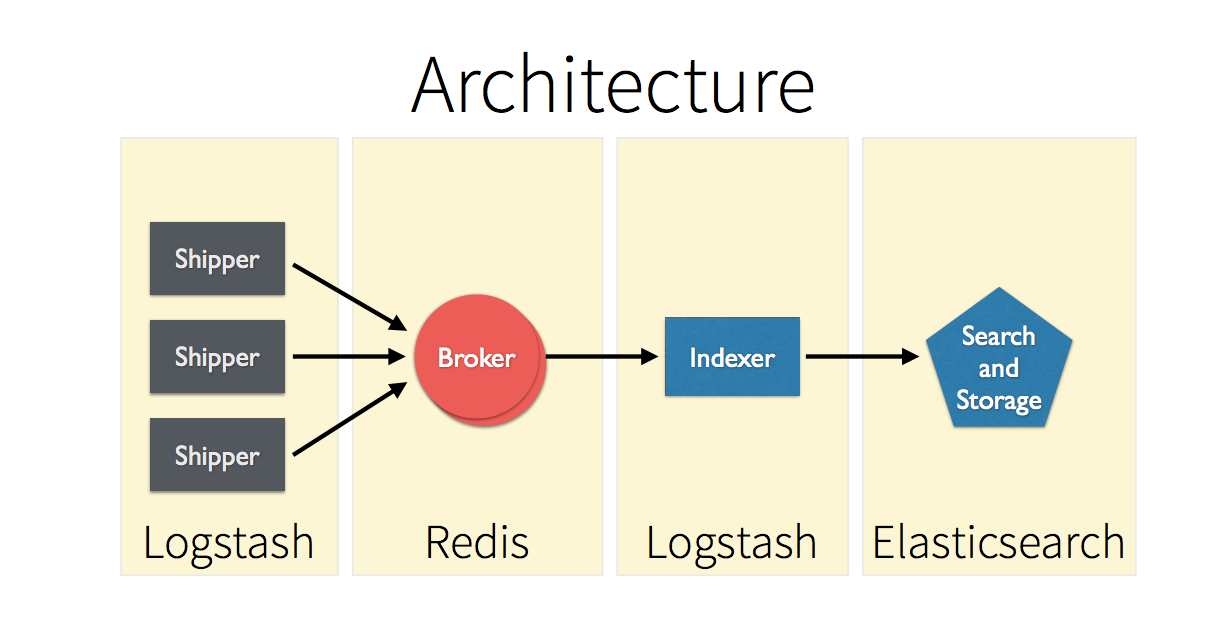 Architecture
Shipper
Shipper
Shipper
Logstash
Broker
Redis
Indexer
Logstash
Search
and
Storage
Elasticsearch